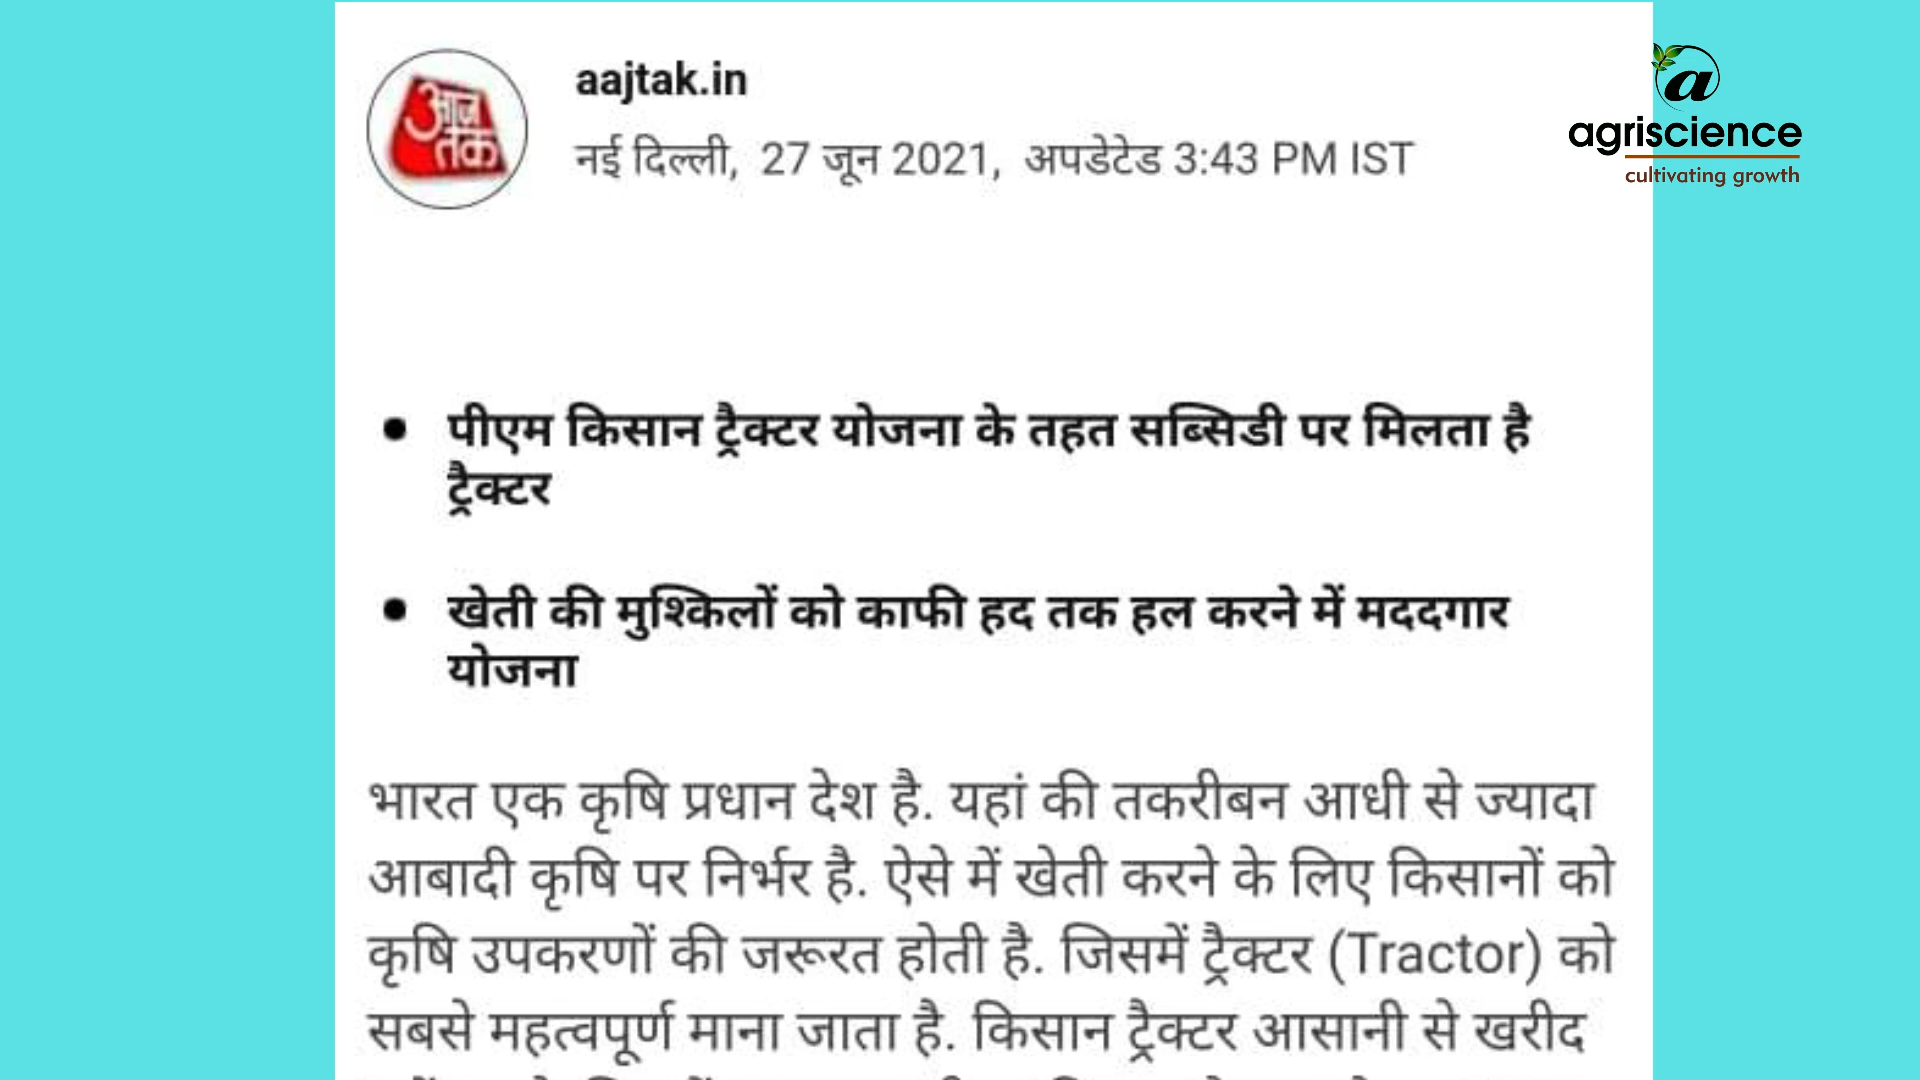 आज
तक
aajtak.in
नई दिल्ली, 27 जून 2021, अपडेटेड 3:43 PM IST
a
agriscience
cultivating growth
• पीएम किसान ट्रैक्टर योजना के तहत सब्सिडी पर मिलता है
ट्रैक्टर
• खेती की मुश्किलों को काफी हद तक हल करने में मददगार
योजना
भारत एक कृषि प्रधान देश है. यहां की तकरीबन आधी से ज्यादा
आबादी कृषि पर निर्भर है. ऐसे में खेती करने के लिए किसानों को
कृषि उपकरणों की जरूरत होती है. जिसमें ट्रैक्टर (Tractor) को
सबसे महत्वपूर्ण माना जाता है. किसान ट्रैक्टर आसानी से खरीद